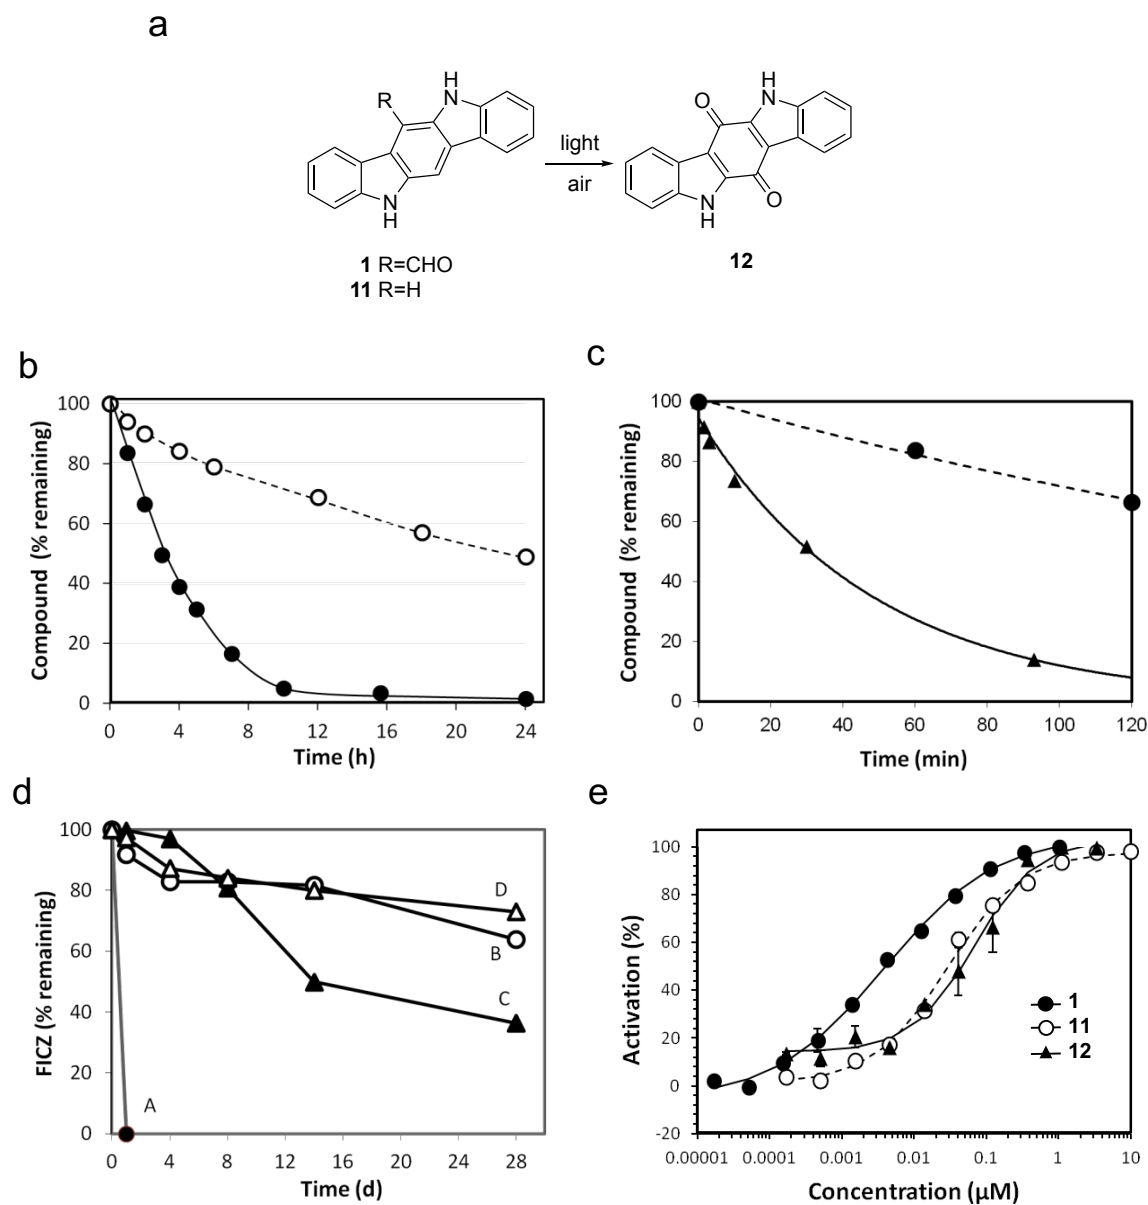 a
R
H
N
N
H
light
air
O
H
N
O
N
H
1 R=CHO
11 R=H
12
b
Compound (% remaining)
100
80
60
40
20
0
0 4 8 12 16 20 24
Time (h)
c
Compound (% remaining)
100
80
60
40
20
0
0 20 40 60 80 100 120
Time (min)
d
FICZ (% remaining)
100
80
60
40
20
0
D
B
C
A
0 4 8 12 16 20 24 28
Time (d)
e
Activation (%)
100
80
60
40
20
0
-20
1
11
12
0.00001 0.0001 0.001 0.01 0.1 1 10
Concentration (µM)